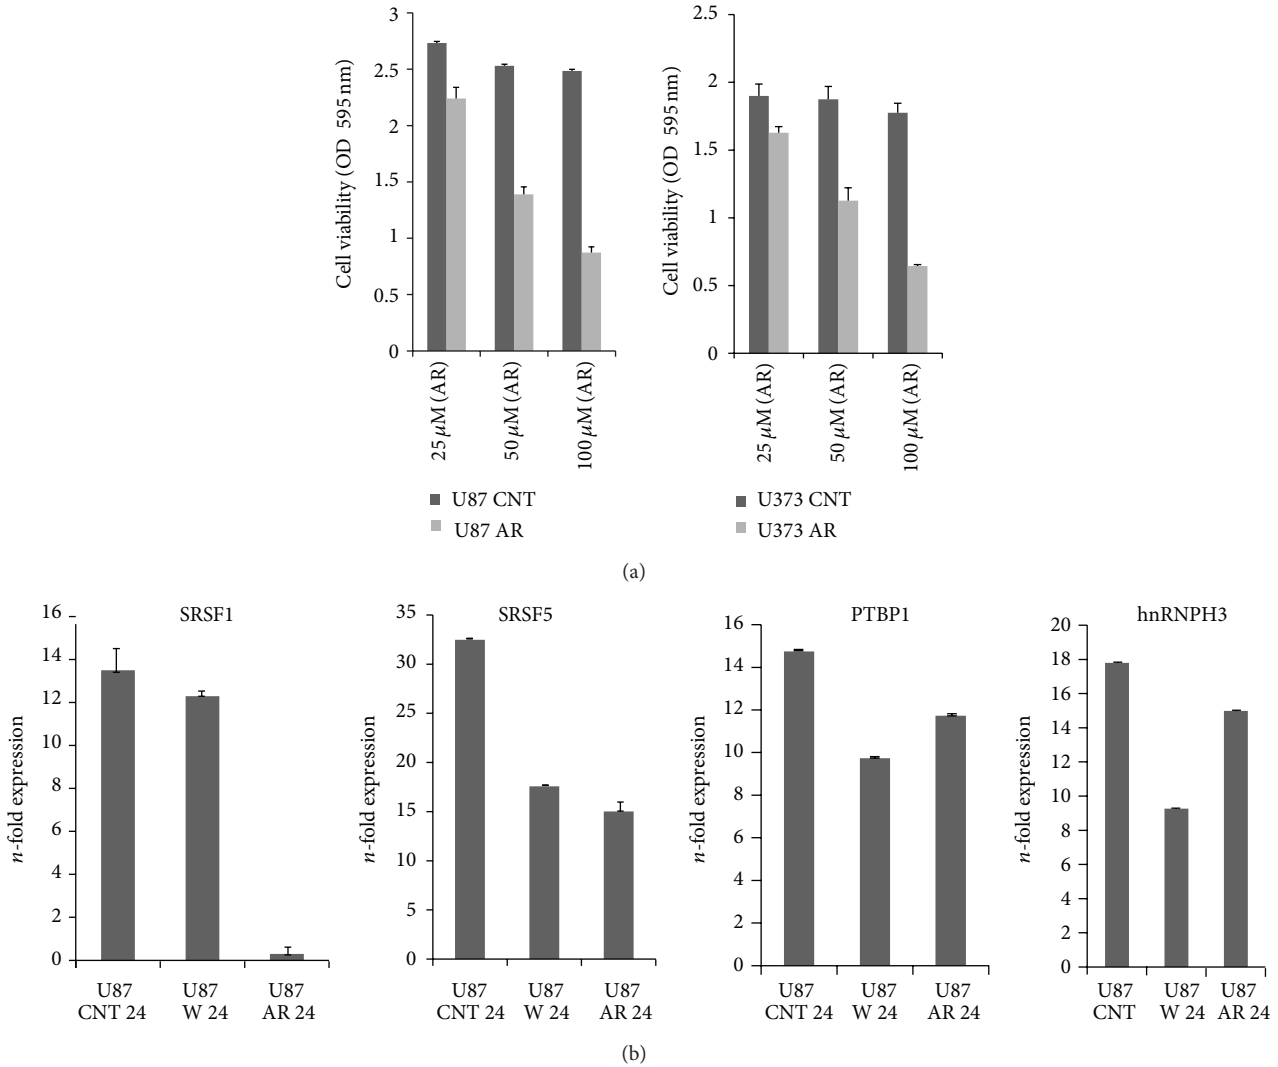 Cell viability (OD 595 nm)
3
2.5
2
1.5
1
0.5
0
25 μM (AR)
50 μM (AR)
100 μM (AR)
U87 CNT
U87 AR
Cell viability (OD 595 nm)
2.5
2
1.5
1
0.5
0
25 μM (AR)
50 μM (AR)
100 μM (AR)
U373 CNT
U373 AR
(a)
SRSF1
n-fold expression
16
14
12
10
8
6
4
2
0
U87
CNT 24
U87
W 24
U87
AR 24
SRSF5
n-fold expression
35
30
25
20
15
10
5
0
U87
CNT 24
U87
W 24
U87
AR 24
PTBP1
n-fold expression
16
14
12
10
8
6
4
2
0
U87
CNT 24
U87
W 24
U87
AR 24
hnRNPH3
n-fold expression
20
18
16
14
12
10
8
6
4
2
0
U87
CNT
U87
W 24
U87
AR 24
(b)